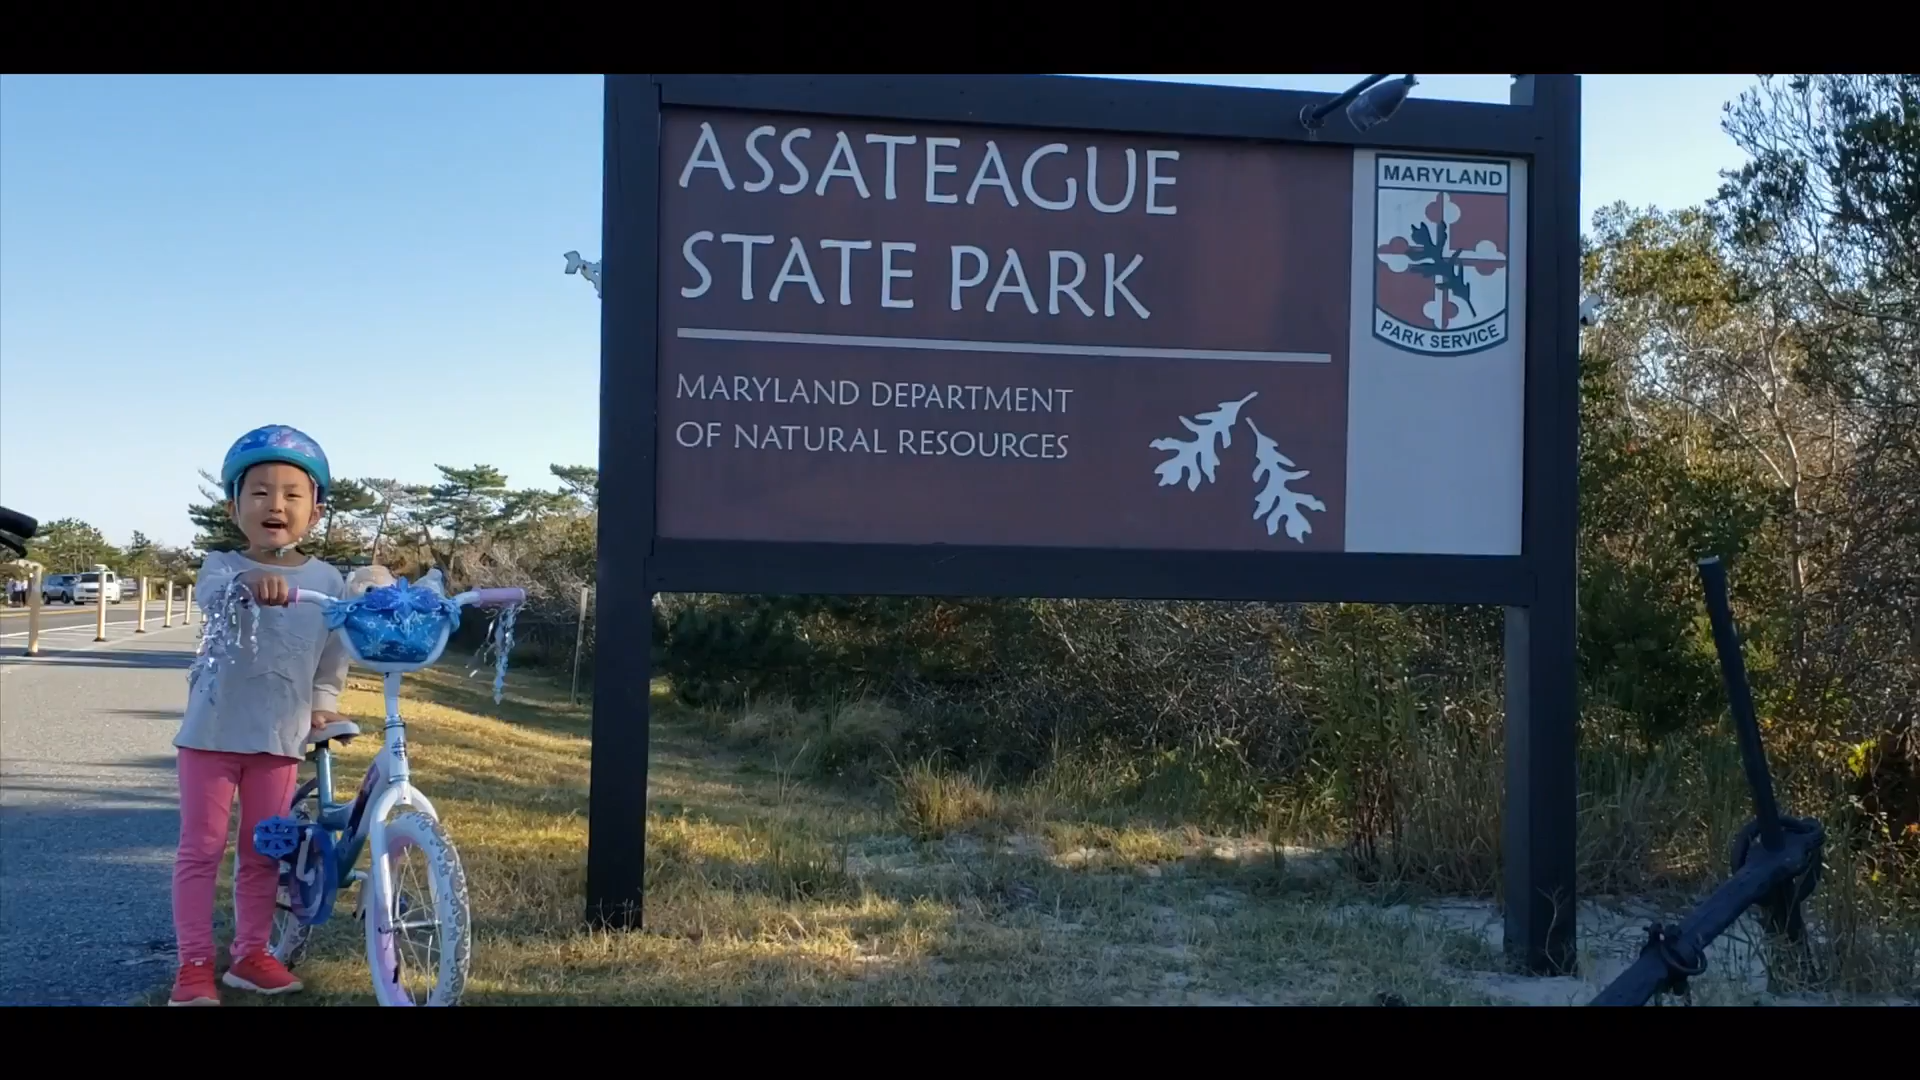 ASSATEAGUE
STATE PARK
MARYLAND DEPARTMENT
OF NATURAL RESOURCES
MARYLAND
PARK SERVICE